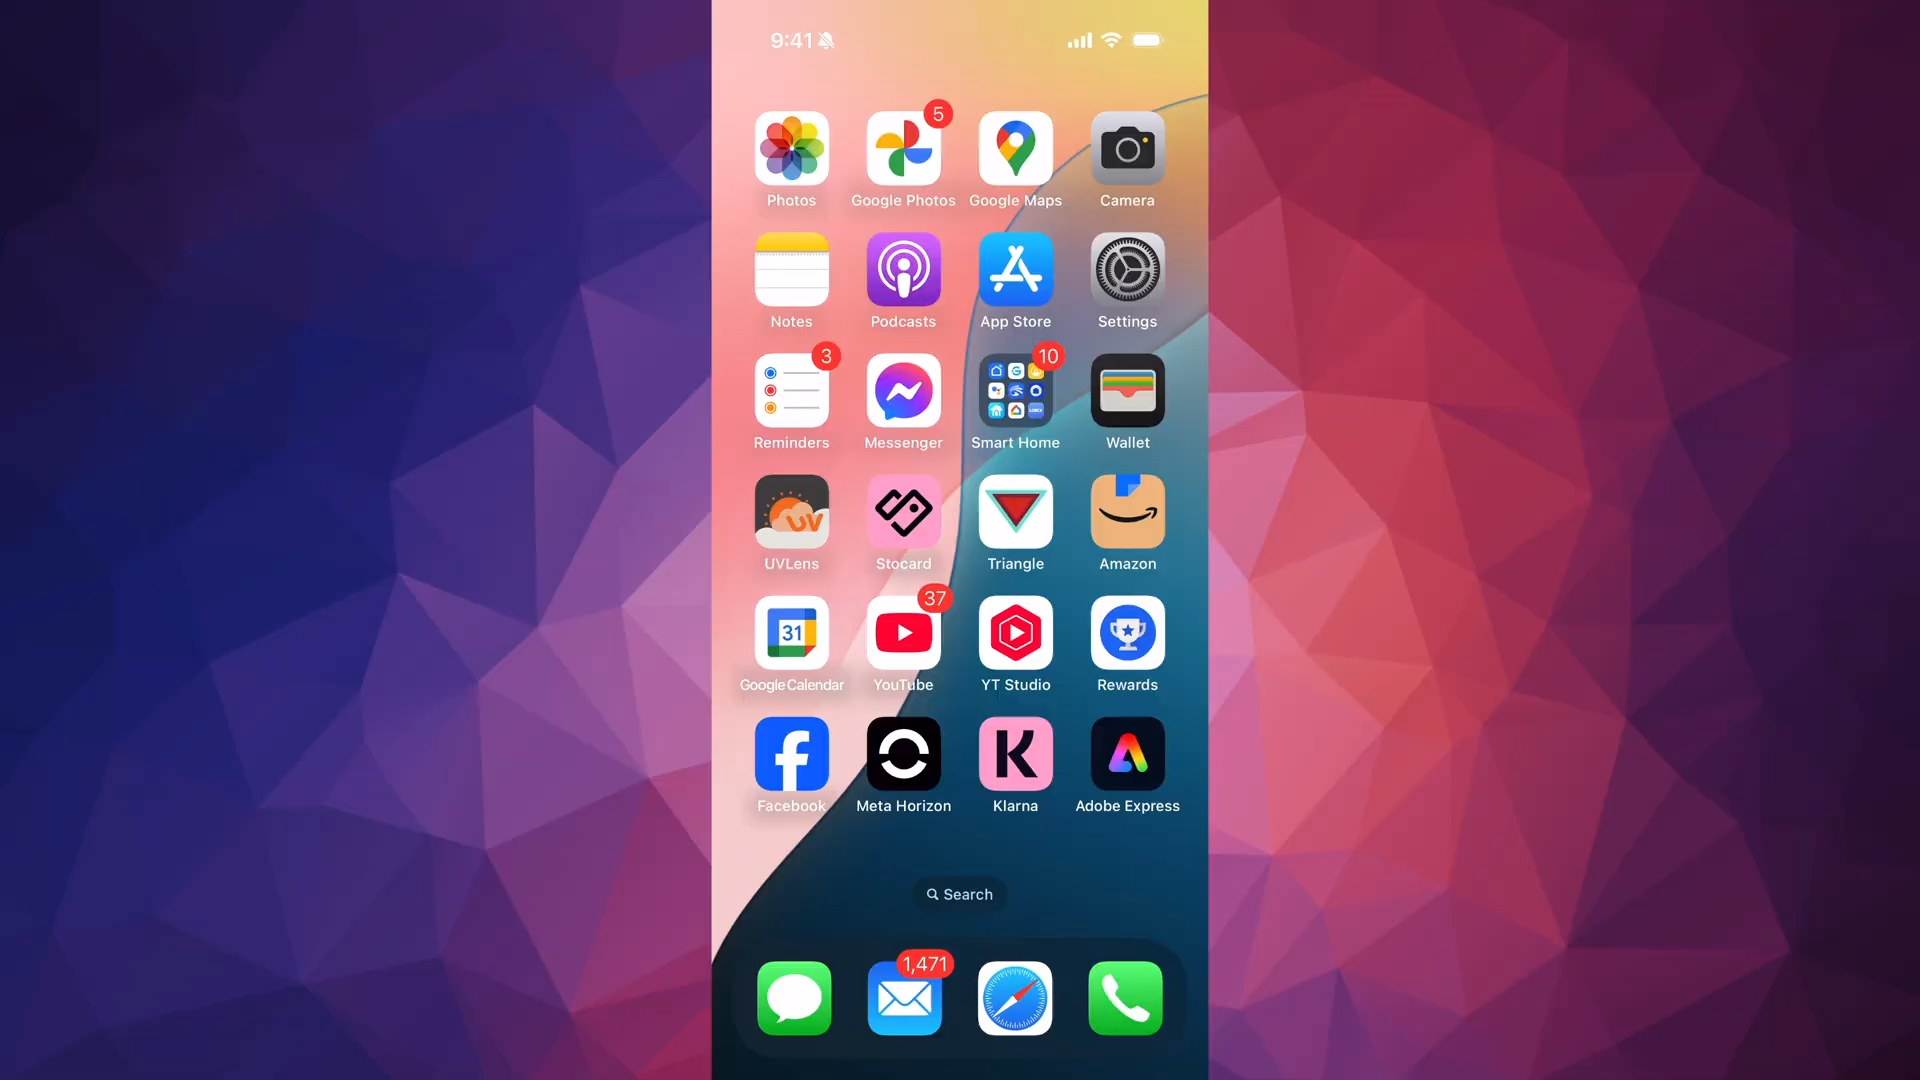 9:41
5
Photos Google Photos Google Maps Camera
Notes Podcasts App Store Settings
3 10
Reminders Messenger Smart Home Wallet
UV
UVLens Stocard Triangle Amazon
37
31
Google Calendar YouTube YT Studio Rewards
Facebook Meta Horizon Klarna Adobe Express
Search
1,471